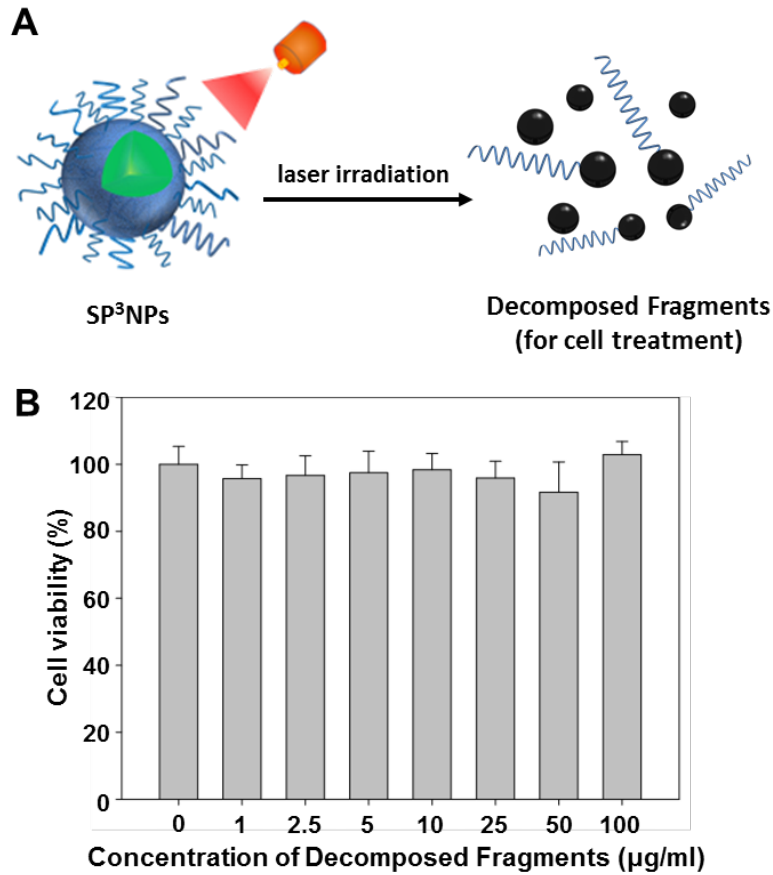 A
laser irradiation
SP³NPs
Decomposed Fragments
(for cell treatment)
B
120
100
80
60
40
20
0
Cell viability (%)
0 1 2.5 5 10 25 50 100
Concentration of Decomposed Fragments (μg/ml)